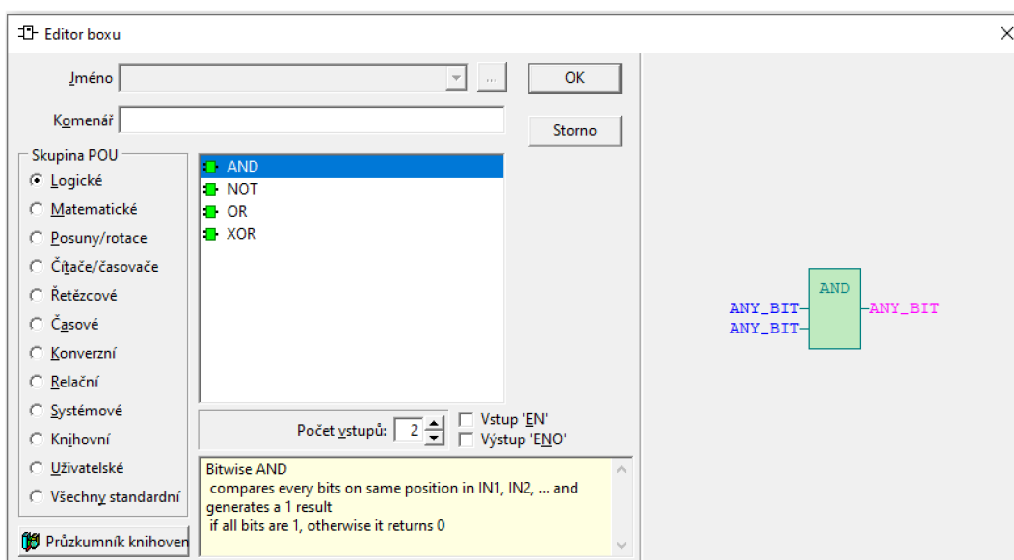 Editor boxu
Jméno
...
OK
Komenář
Storno
Skupina POU
Logické
Matematické
Posuny/rotace
Čítače/časovače
Řetězcové
Časové
Konverzní
Relační
Systémové
Knihovní
Uživatelské
Všechny standardní
Průzkumník knihoven
AND
NOT
OR
XOR
Počet vstupů: 2
Vstup 'EN'
Výstup 'ENO'
Bitwise AND
compares every bits on same position in IN1, IN2, ... and
generates a 1 result
if all bits are 1, otherwise it returns 0
AND
ANY_BIT ANY_BIT
ANY_BIT